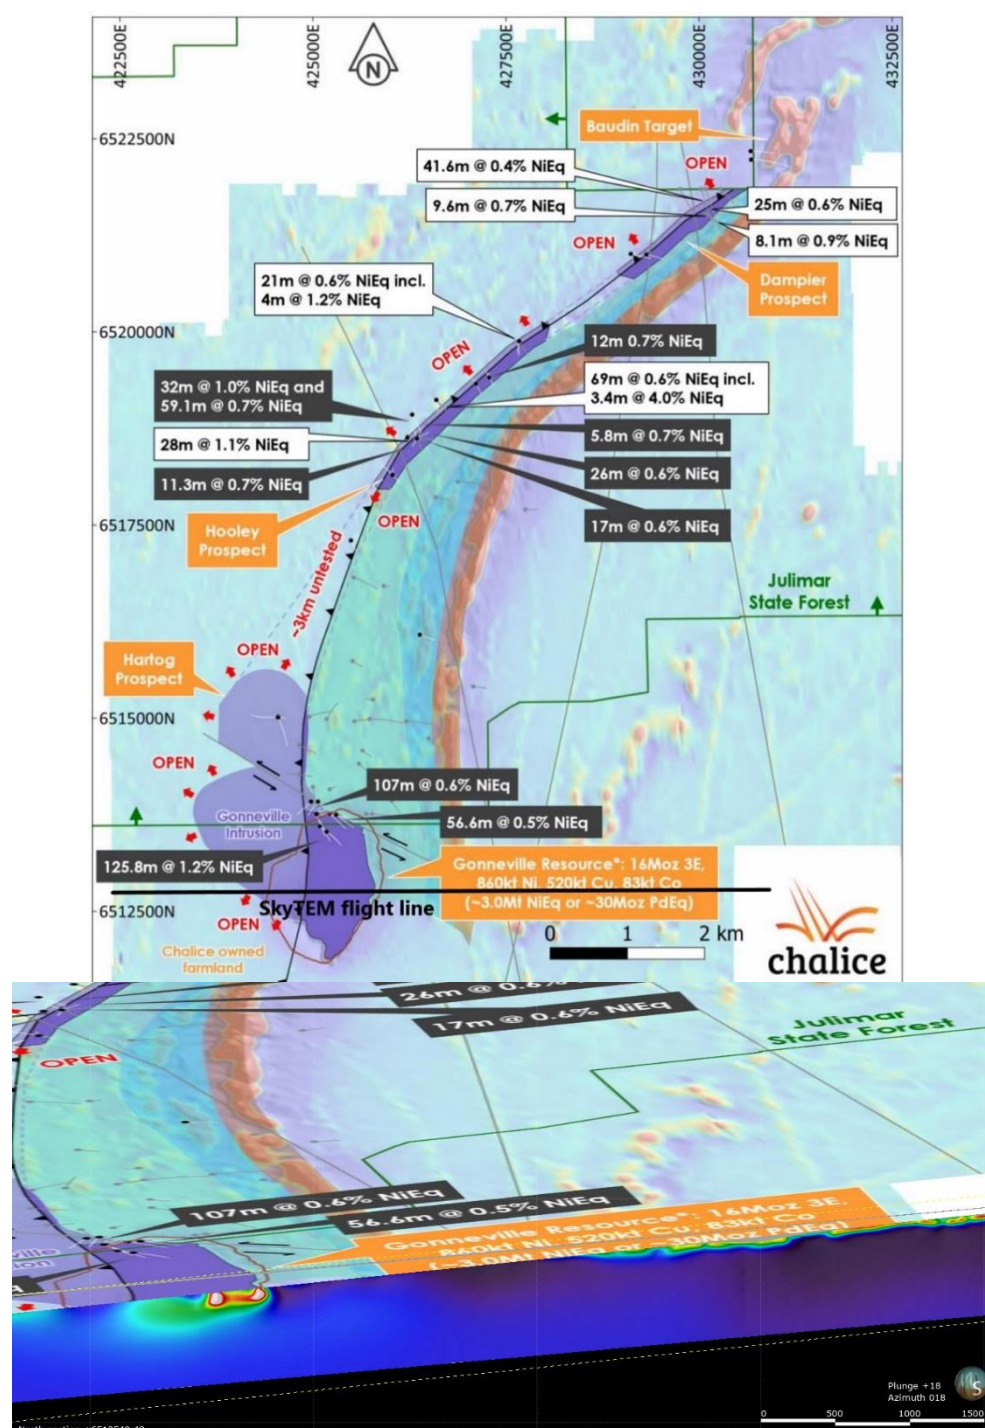 422500E
425000E
427500E
430000E
432500E
N
6522500N
Baudin Target
OPEN
41.6m @ 0.4% NiEq
9.6m @ 0.7% NiEq
25m @ 0.6% NiEq
8.1m @ 0.9% NiEq
OPEN
Dampier
Prospect
21m @ 0.6% NiEq incl.
4m @ 1.2% NiEq
6520000N
12m 0.7% NiEq
OPEN
32m @ 1.0% NiEq and
59.1m @ 0.7% NiEq
69m @ 0.6% NiEq incl.
3.4m @ 4.0% NiEq
28m @ 1.1% NiEq
5.8m @ 0.7% NiEq
11.3m @ 0.7% NiEq
26m @ 0.6% NiEq
6517500N
OPEN
17m @ 0.6% NiEq
Hooley
Prospect
~3km untested
Julimar
State Forest
OPEN
Hartog
Prospect
6515000N
OPEN
107m @ 0.6% NiEq
Gonneville
Intrusion
56.6m @ 0.5% NiEq
125.8m @ 1.2% NiEq
Gonneville Resource*: 16Moz 3E,
860kt Ni, 520kt Cu, 83kt Co
(~3.0Mt NiEq or ~30Moz PdEq)
SkyTEM flight line
6512500N
OPEN
Chalice owned
farmland
0 1 2 km
chalice
26m @ 0.6%
17m @ 0.6% NiEq
Julimar
State Forest
OPEN
107m @ 0.6% NiEq
56.6m @ 0.5% NiEq
Gonneville Resource*: 16Moz 3E,
860kt Ni, 520kt Cu, 83kt Co
(~3.0Mt NiEq or ~30Moz PdEq)
Plunge +18
Azimuth 018
S
0 500 1000 1500